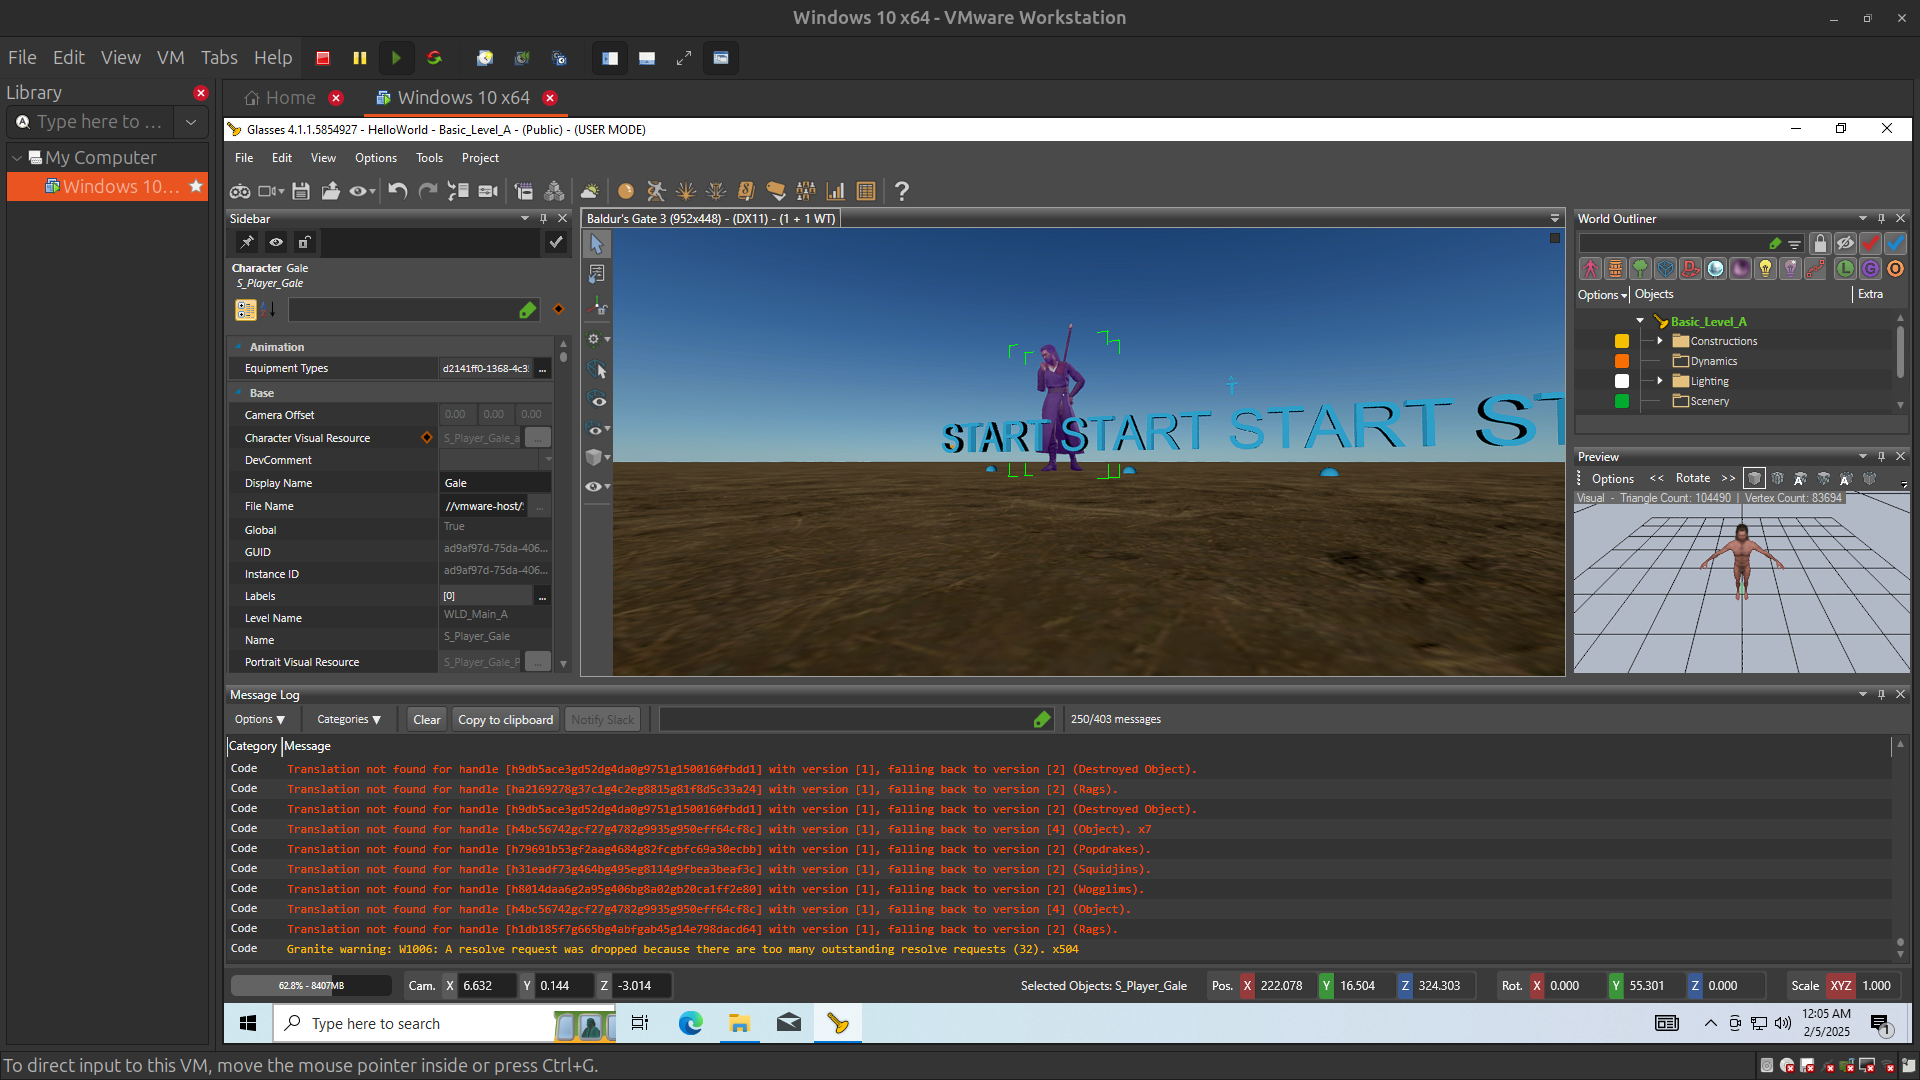 Windows 10 x64 - VMware Workstation
File Edit View VM Tabs Help
Library
Type here to ...
My Computer
Windows 10...
Home
Windows 10 x64
Glasses 4.1.1.5854927 - HelloWorld - Basic_Level_A - (Public) - (USER MODE)
File Edit View Options Tools Project
Sidebar
Character Gale
S_Player_Gale
Animation
Equipment Types d2141ff0-1368-4c3 ...
Base
Camera Offset 0.00 0.00 0.00
Character Visual Resource S_Player_Gale_a ...
DevComment
Display Name Gale
File Name //vmware-host/ ...
Global True
GUID ad9af97d-75da-406...
Instance ID ad9af97d-75da-406...
Labels [0] ...
Level Name WLD_Main_A
Name S_Player_Gale
Portrait Visual Resource S_Player_Gale_P ...
Baldur's Gate 3 (952x448) - (DX11) - (1 + 1 WT)
START START START ST
World Outliner
Options Objects Extra
Basic_Level_A
Constructions
Dynamics
Lighting
Scenery
Preview
Options << Rotate >>
Visual - Triangle Count: 104490 | Vertex Count: 83694
Message Log
Options Categories Clear Copy to clipboard Notify Slack 250/403 messages
Category Message
Code Translation not found for handle [h9db5ace3gd52dg4da0g9751g1500160fbdd1] with version [1], falling back to version [2] (Destroyed Object).
Code Translation not found for handle [ha2169278g37c1g4c2eg8815g81f8d5c33a24] with version [1], falling back to version [2] (Rags).
Code Translation not found for handle [h9db5ace3gd52dg4da0g9751g1500160fbdd1] with version [1], falling back to version [2] (Destroyed Object).
Code Translation not found for handle [h4bc56742gcf27g4782g9935g950eff64cf8c] with version [1], falling back to version [4] (Object). x7
Code Translation not found for handle [h79691b53gf2aag4684g82fcgbfc69a30ecbb] with version [1], falling back to version [2] (Popdrakes).
Code Translation not found for handle [h31eadf73g464bg495eg8114g9fbea3beaf3c] with version [1], falling back to version [2] (Squidjins).
Code Translation not found for handle [h8014daa6g2a95g406bg8a02gb20ca1ff2e80] with version [1], falling back to version [2] (Wogglims).
Code Translation not found for handle [h4bc56742gcf27g4782g9935g950eff64cf8c] with version [1], falling back to version [4] (Object).
Code Translation not found for handle [h1db185f7g665bg4abfgab45g14e798dacd64] with version [1], falling back to version [2] (Rags).
Code Granite warning: W1006: A resolve request was dropped because there are too many outstanding resolve requests (32). x504
62.8% - 8407MB Cam. X 6.632 Y 0.144 Z -3.014 Selected Objects: S_Player_Gale Pos. X 222.078 Y 16.504 Z 324.303 Rot. X 0.000 Y 55.301 Z 0.000 Scale XYZ 1.000
Type here to search
12:05 AM
2/5/2025
1
To direct input to this VM, move the mouse pointer inside or press Ctrl+G.